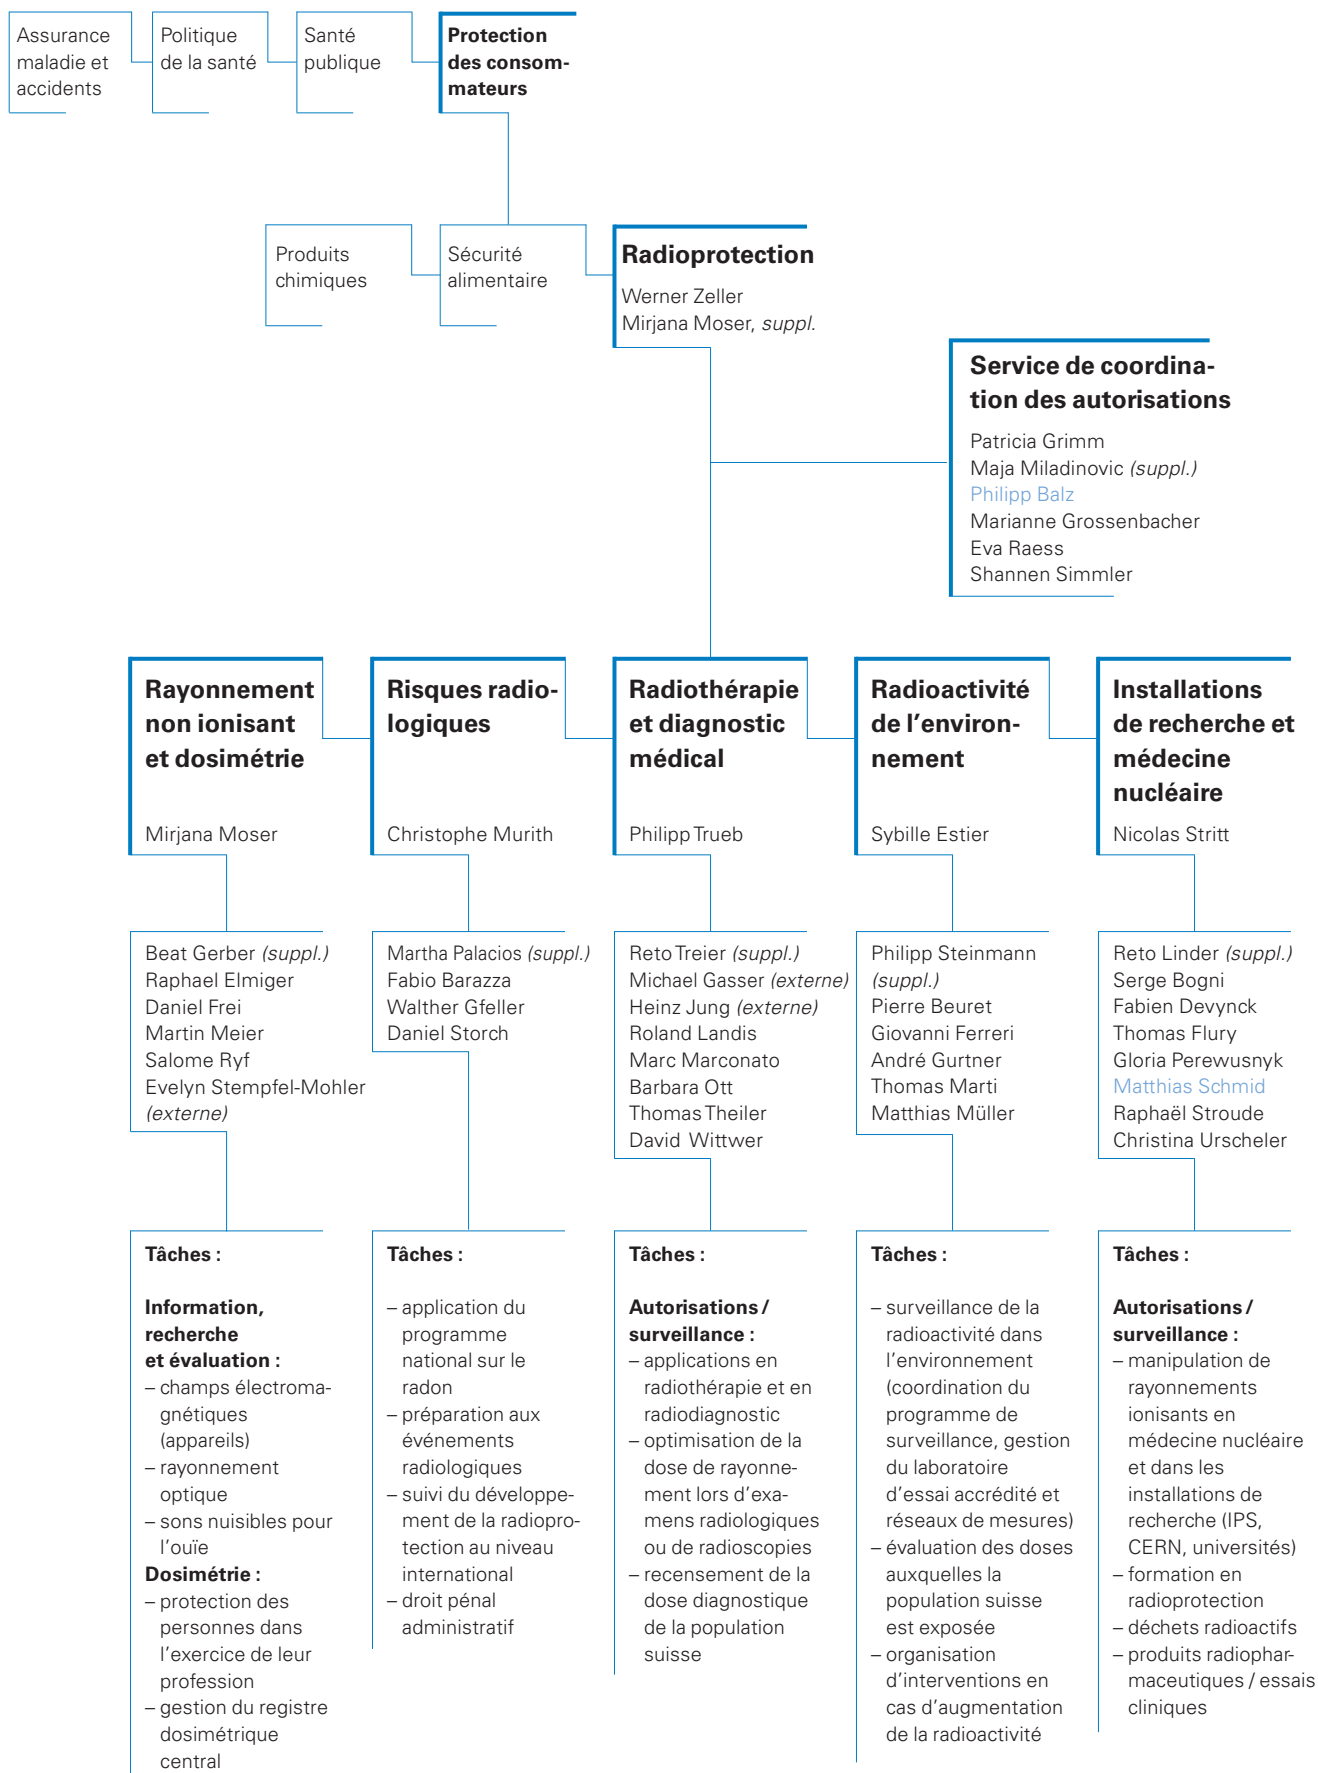 Assurance
maladie et
accidents
Politique
de la santé
Santé
publique
Protection
des consom-
mateurs
Produits
chimiques
Sécurité
alimentaire
Radioprotection
Werner Zeller
Mirjana Moser, suppl.
Service de coordina-
tion des autorisations
Patricia Grimm
Maja Miladinovic (suppl.)
Philipp Balz
Marianne Grossenbacher
Eva Raess
Shannen Simmler
Rayonnement
non ionisant
et dosimétrie
Mirjana Moser
Beat Gerber (suppl.)
Raphael Elmiger
Daniel Frei
Martin Meier
Salome Ryf
Evelyn Stempfel-Mohler
(externe)
Tâches :
Information,
recherche
et évaluation :
– champs électroma-
gnétiques
(appareils)
– rayonnement
optique
– sons nuisibles pour
l'ouïe
Dosimétrie :
– protection des
personnes dans
l'exercice de leur
profession
– gestion du registre
dosimétrique
central
Risques radio-
logiques
Christophe Murith
Martha Palacios (suppl.)
Fabio Barazza
Walther Gfeller
Daniel Storch
Tâches :
– application du
programme
national sur le
radon
– préparation aux
événements
radiologiques
– suivi du développe-
ment de la radiopro-
tection au niveau
international
– droit pénal
administratif
Radiothérapie
et diagnostic
médical
Philipp Trueb
Reto Treier (suppl.)
Michael Gasser (externe)
Heinz Jung (externe)
Roland Landis
Marc Marconato
Barbara Ott
Thomas Theiler
David Wittwer
Tâches :
Autorisations /
surveillance :
– applications en
radiothérapie et en
radiodiagnostic
– optimisation de la
dose de rayonne-
ment lors d'exa-
mens radiologiques
ou de radioscopies
– recensement de la
dose diagnostique
de la population
suisse
Radioactivité
de l'environ-
nement
Sybille Estier
Philipp Steinmann
(suppl.)
Pierre Beuret
Giovanni Ferreri
André Gurtner
Thomas Marti
Matthias Müller
Tâches :
– surveillance de la
radioactivité dans
l'environnement
(coordination du
programme de
surveillance, gestion
du laboratoire
d'essai accrédité et
réseaux de mesures)
– évaluation des doses
auxquelles la
population suisse
est exposée
– organisation
d'interventions en
cas d'augmentation
de la radioactivité
Installations
de recherche et
médecine
nucléaire
Nicolas Stritt
Reto Linder (suppl.)
Serge Bogni
Fabien Devynck
Thomas Flury
Gloria Perewusnyk
Matthias Schmid
Raphaël Stroude
Christina Urscheler
Tâches :
Autorisations /
surveillance :
– manipulation de
rayonnements
ionisants en
médecine nucléaire
et dans les
installations de
recherche (IPS,
CERN, universités)
– formation en
radioprotection
– déchets radioactifs
– produits radiophar-
maceutiques / essais
cliniques